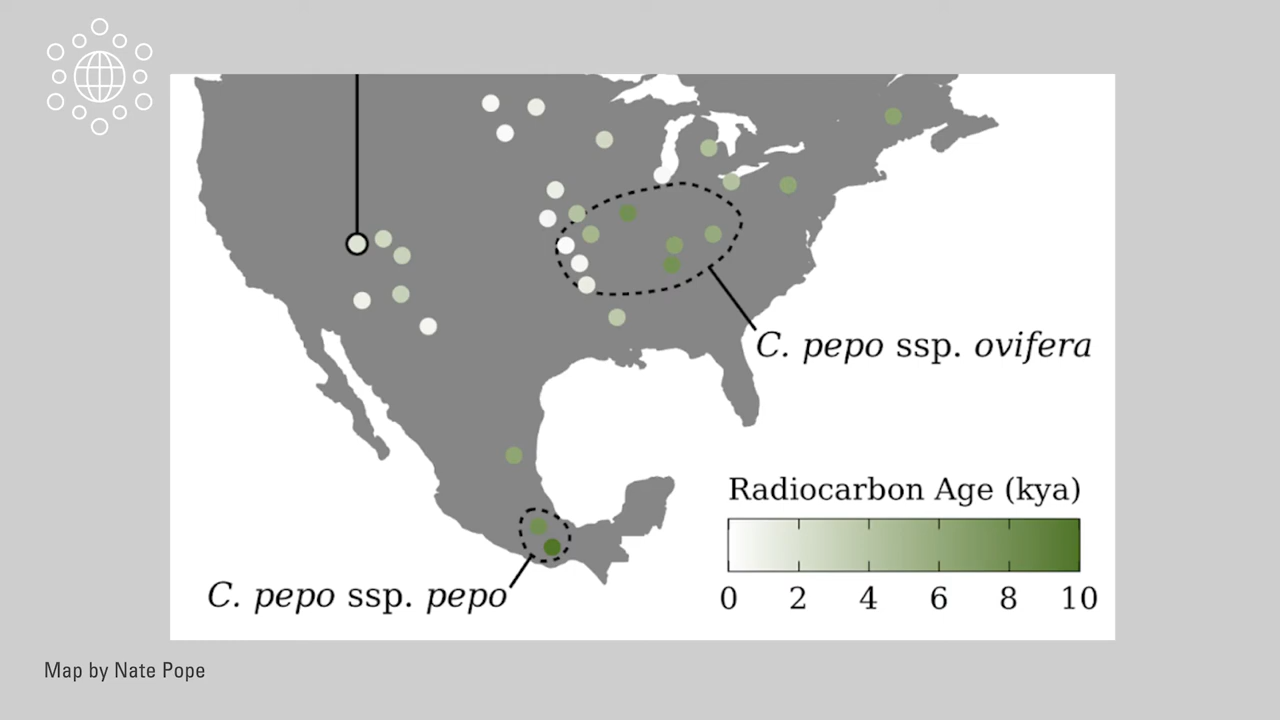 C. pepo ssp. ovifera
Radiocarbon Age (kya)
0 2 4 6 8 10
C. pepo ssp. pepo
Map by Nate Pope